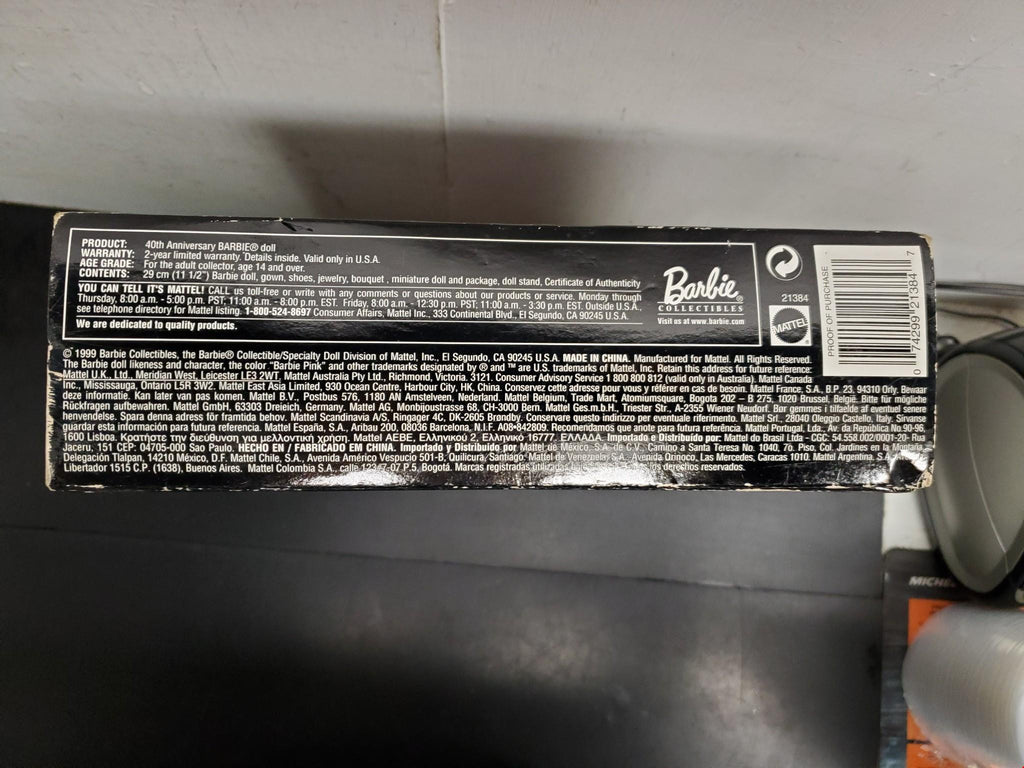 PRODUCT: 40th Anniversary BARBIE® doll
WARRANTY: 2-year limited warranty. Details inside. Valid only in U.S.A.
AGE GRADE: For the adult collector, age 14 and over.
CONTENTS: 29 cm (11 1/2") Barbie doll, gown, shoes, jewelry, bouquet , miniature doll and package, doll stand, Certificate of Authenticity
YOU CAN TELL IT'S MATTEL! CALL us toll-free or write with any comments or questions about our products or service. Monday through
Thursday, 8:00 a.m. - 5:00 p.m. PST, 11:00 a.m. - 8:00 p.m. EST. Friday, 8:00 a.m. - 12:30 p.m. PST; 11:00 a.m. - 3:30 p.m. EST. Outside U.S.A.,
see telephone directory for Mattel listing. 1-800-524-8697 Consumer Affairs, Mattel Inc., 333 Continental Blvd., El Segundo, CA 90245 U.S.A.
We are dedicated to quality products.
Barbie®
COLLECTIBLES
Visit us at www.barbie.com
21384
MATTEL
PROOF OF PURCHASE
0 74299 21384 7
© 1999 Barbie Collectibles, the Barbie® Collectible/Specialty Doll Division of Mattel, Inc., El Segundo, CA 90245 U.S.A. MADE IN CHINA. Manufactured for Mattel. All Rights Reserved.
The Barbie doll likeness and character, the color "Barbie Pink" and other trademarks designated by ® and ™ are U.S. trademarks of Mattel, Inc. Retain this address for future reference:
Mattel U.K., Ltd., Meridian West, Leicester LE3 2WT. Mattel Australia Pty Ltd., Richmond, Victoria. 3121. Consumer Advisory Service 1 800 800 812 (valid only in Australia). Mattel Canada
Inc., Mississauga, Ontario L5R 3W2. Mattel East Asia Limited, 930 Ocean Centre, Harbour City, HK, China. Conservez cette adresse pour vous y référer en cas de besoin. Mattel France, S.A., B.P. 23, 94310 Orly. Bewaar
deze informatie. Kan later van pas komen. Mattel B.V., Postbus 576, 1180 AN Amstelveen, Nederland. Mattel Belgium, Trade Mart, Atomiumsquare, Bogota 202 – B 275, 1020 Brussel, België. Bitte für mögliche
Rückfragen aufbewahren. Mattel GmbH, 63303 Dreieich, Germany. Mattel AG, Monbijoustrasse 68, CH-3000 Bern. Mattel Ges.m.b.H., Triester Str., A-2355 Wiener Neudorf. Bør gemmes i tilfælde af eventuel senere
henvendelse. Spara denna adress för framtida behov. Mattel Scandinavia A/S, Ringager 4C, DK-2605 Brøndby. Conservare questo indirizzo per eventuale riferimento. Mattel Srl., 28040 Oleggio Castello, Italy. Sírvanse
guardar esta información para futura referencia. Mattel España, S.A., Aribau 200, 08036 Barcelona, N.I.F. A08-842809. Recomendamos que anote para futura referência. Mattel Portugal, Lda., Av. da República No.90-96,
1600 Lisboa. Κρατήστε την διεύθυνση για μελλοντική χρήση. Mattel AEBE, Ελληνικού 2, Ελληνικό 16777, ΕΛΛΑΔΑ. Importado e Distribuído por: Mattel do Brasil Ltda - CGC: 54.558.002/0001-20- Rua
Jaceru, 151 CEP: 04705-000 Sao Paulo. HECHO EN / FABRICADO EM CHINA. Importado y Distribuido por: Mattel de México, S.A. de C.V., Camino a Santa Teresa No. 1040, 7o. Piso, Col. Jardines en la Montaña,
Delegación Tlalpan, 14210 México, D.F. Mattel Chile, S.A., Avenida Américo Vespucio 501-B, Quilicura, Santiago. Mattel de Venezuela, S.A., Avenida Orinoco, Las Mercedes, Caracas 1010. Mattel Argentina, S.A.,
Libertador 1515 C.P. (1638), Buenos Aires. Mattel Colombia S.A., calle 123 7-07 P.5, Bogotá. Marcas registradas derechos reservados.